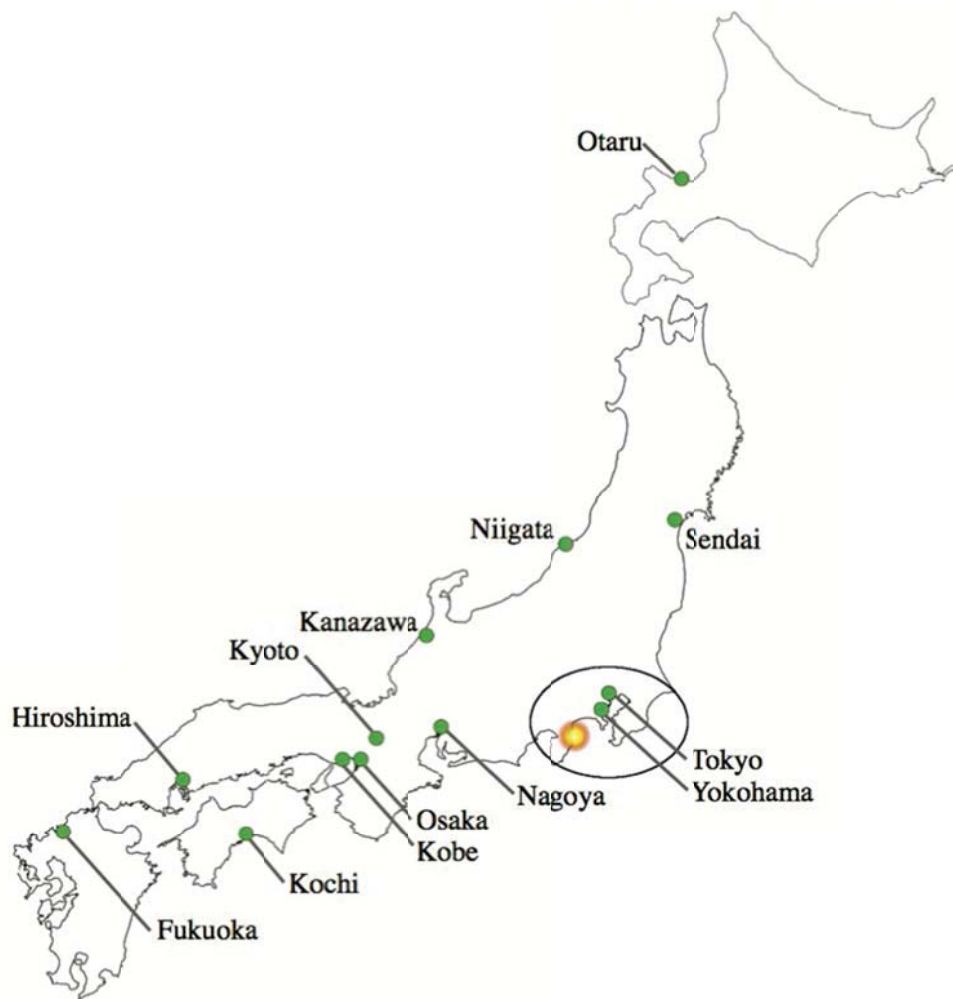 Otaru
Niigata
Sendai
Kanazawa
Kyoto
Hiroshima
Tokyo
Yokohama
Nagoya
Osaka
Kobe
Kochi
Fukuoka